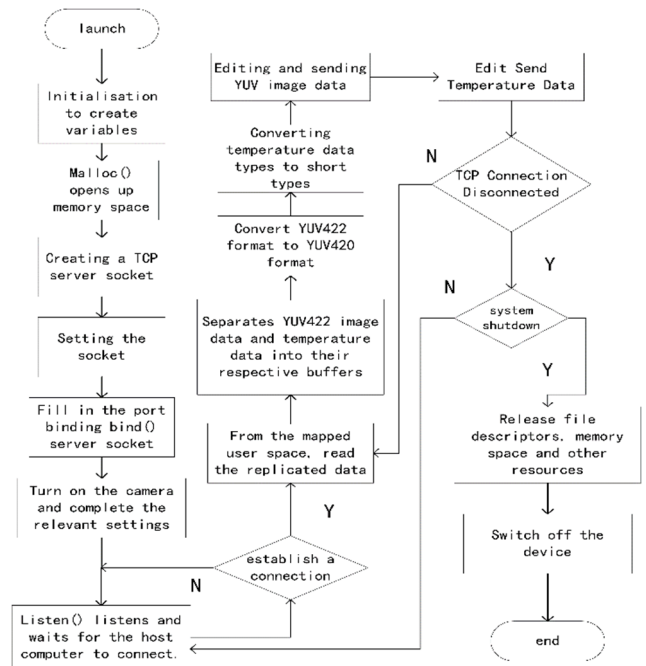 launch
Initialisation
to create
variables
Malloc()
opens up
memory space
Creating a TCP
server socket
Setting the
socket
Fill in the port
binding bind()
server socket
Turn on the camera
and complete the
relevant settings
Listen() listens and
waits for the host
computer to connect.
establish a
connection
N
Y
From the mapped
user space, read
the replicated data
Separates YUV422 image
data and temperature
data into their
respective buffers
Convert YUV422
format to YUV420
format
Converting
temperature data
types to short
types
Editing and sending
YUV image data
Edit Send
Temperature Data
TCP Connection
Disconnected
N
Y
system
shutdown
N
Y
Release file
descriptors, memory
space and other
resources
Switch off the
device
end